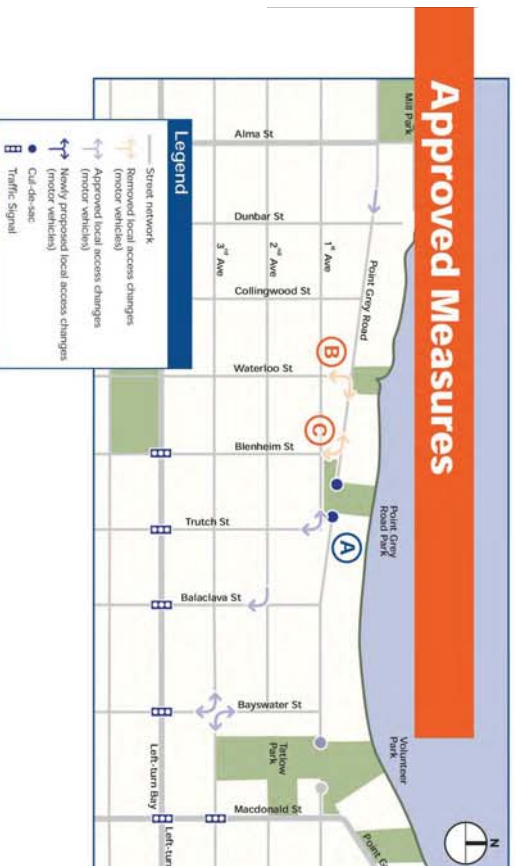 Approved Measures
N
Mill Park
Point Grey
Road Park
Volunteer
Park
Point Grey Road
Point G
Alma St
Dunbar St
Collingwood St
Waterloo St
Blenheim St
Trutch St
Balaclava St
Bayswater St
Macdonald St
1st Ave
2nd Ave
3rd Ave
B
C
A
Tatlow
Park
Left-turn Bay
Left-turn
Legend
Street network
Removed local access changes
(motor vehicles)
Approved local access changes
(motor vehicles)
Newly proposed local access changes
(motor vehicles)
Cul-de-sac
Traffic Signal